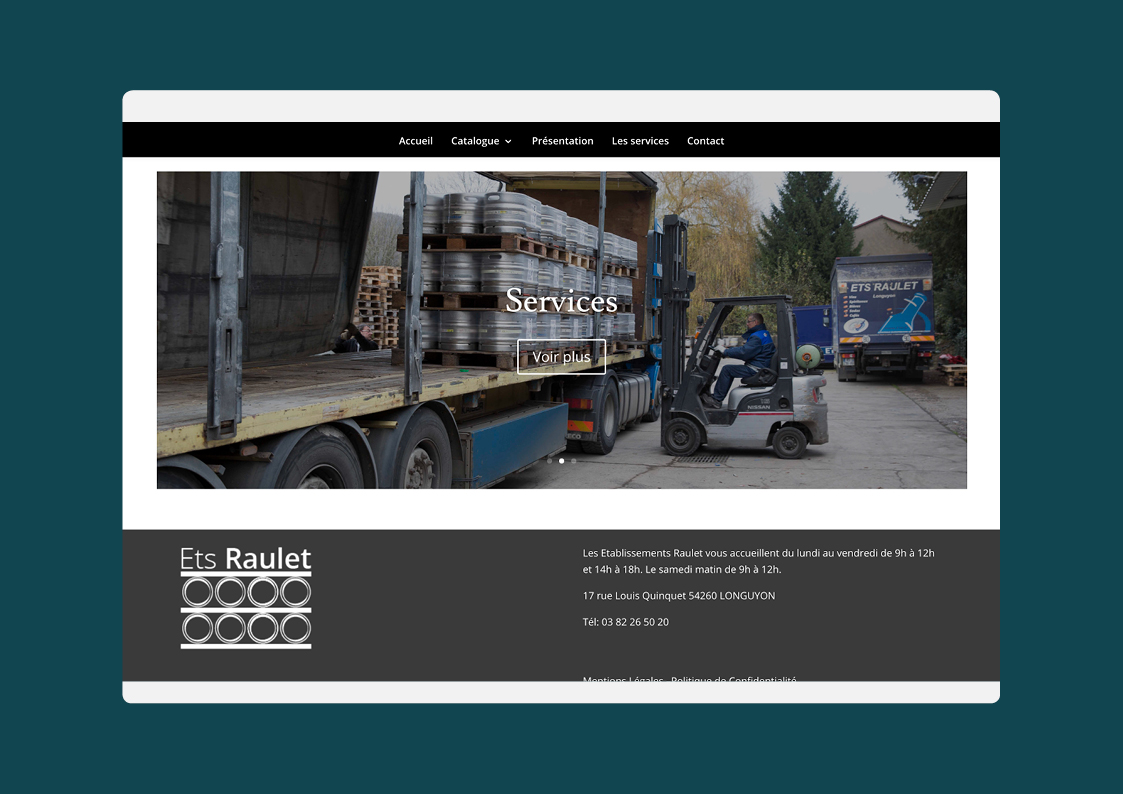 Accueil
Catalogue
Présentation
Les services
Contact
ETS RAULET
Longuyon
Services
Voir plus
NISSAN
Ets Raulet
Les Etablissements Raulet vous accueillent du lundi au vendredi de 9h à 12h
et 14h à 18h. Le samedi matin de 9h à 12h.
17 rue Louis Quinquet 54260 LONGUYON
Tél: 03 82 26 50 20
Mentions Légales Politique de Confidentialité